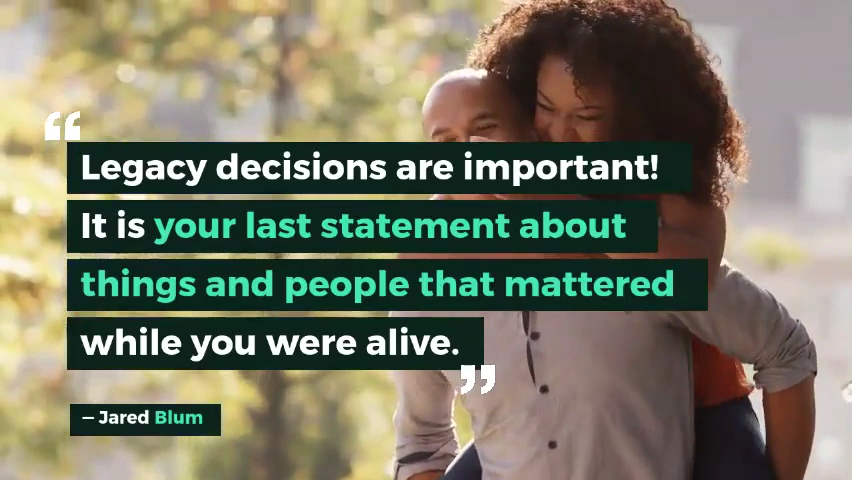 “
Legacy decisions are important!
It is your last statement about
things and people that mattered
while you were alive.
”
– Jared Blum